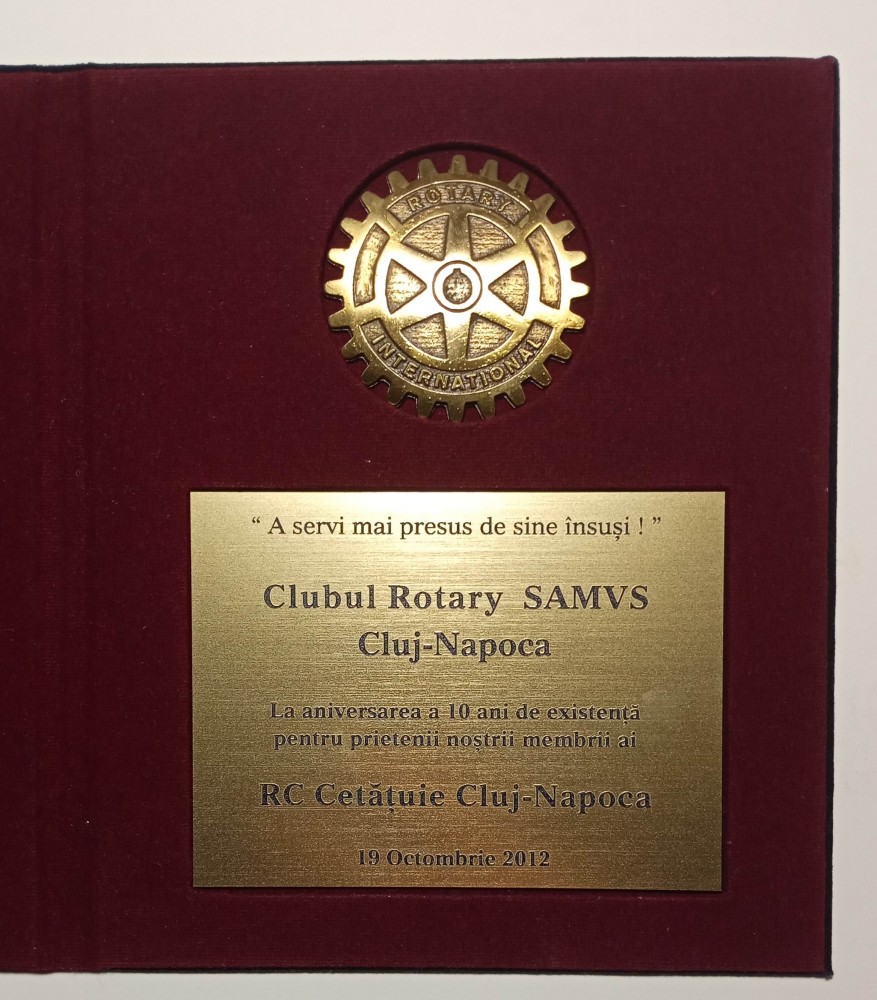 ROTARY
INTERNATIONAL
“ A servi mai presus de sine însuși ! ”
Clubul Rotary SAMVS
Cluj-Napoca
La aniversarea a 10 ani de existență
pentru prietenii noștrii membrii ai
RC Cetățuie Cluj-Napoca
19 Octombrie 2012